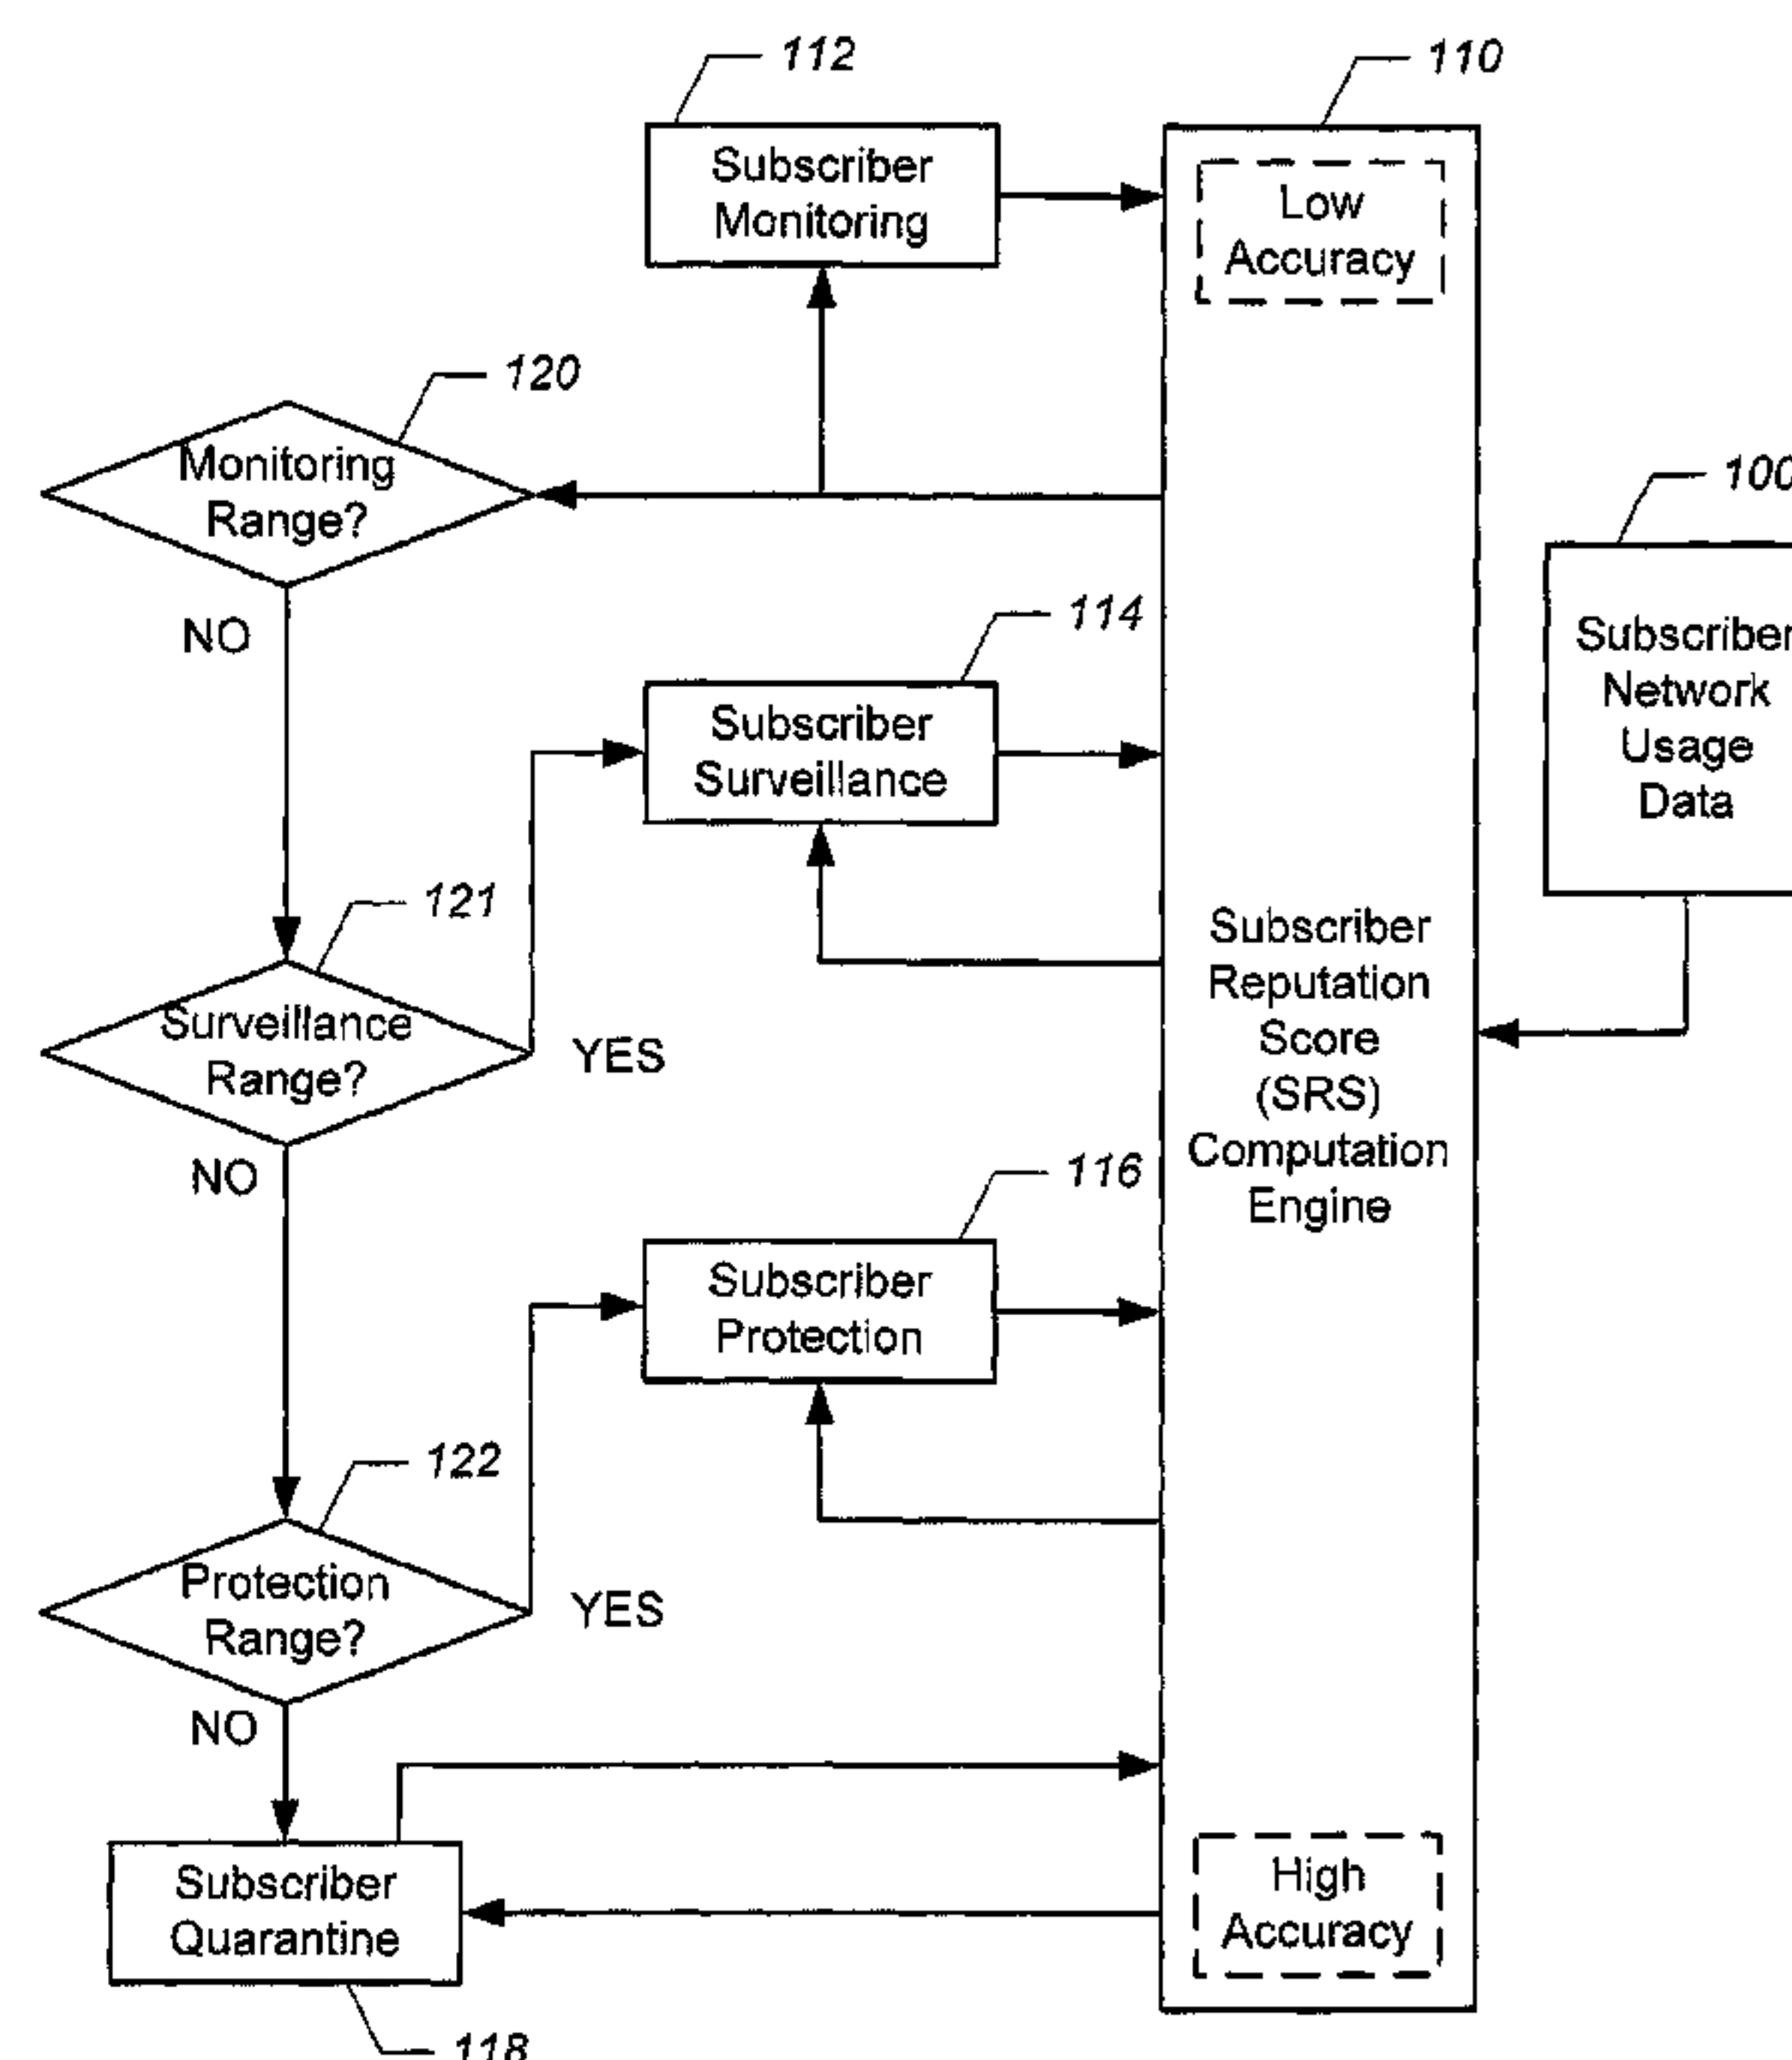 112
110
Subscriber
Monitoring
Low
Accuracy
120
Monitoring
Range?
100
NO
114
Subscriber
Network
Usage
Data
Subscriber
Surveillance
121
Surveillance
Range?
YES
Subscriber
Reputation
Score
(SRS)
Computation
Engine
NO
116
Subscriber
Protection
122
Protection
Range?
YES
NO
Subscriber
Quarantine
High
Accuracy
118